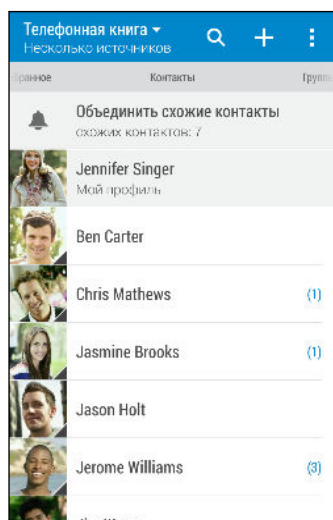 Телефонная книга
Несколько источников
Контакты
Объединить схожие контакты
схожих контактов: 7
Jennifer Singer
Мой профиль
Ben Carter
Chris Mathews (1)
Jasmine Brooks (1)
Jason Holt
Jerome Williams (3)